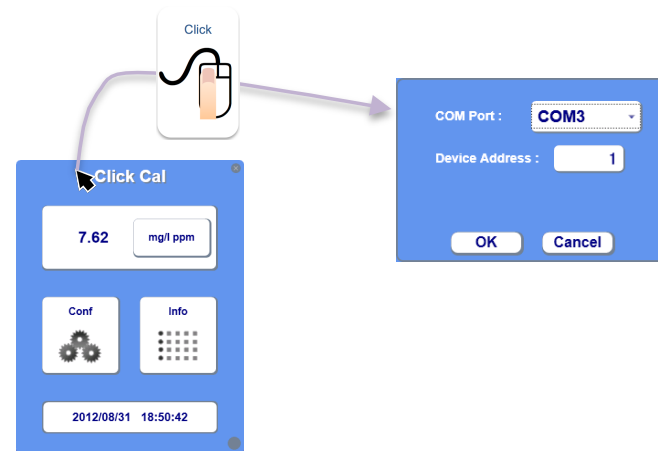 Click
Click Cal
7.62
mg/l ppm
Conf
Info
2012/08/31 18:50:42
COM Port : COM3
Device Address : 1
OK Cancel